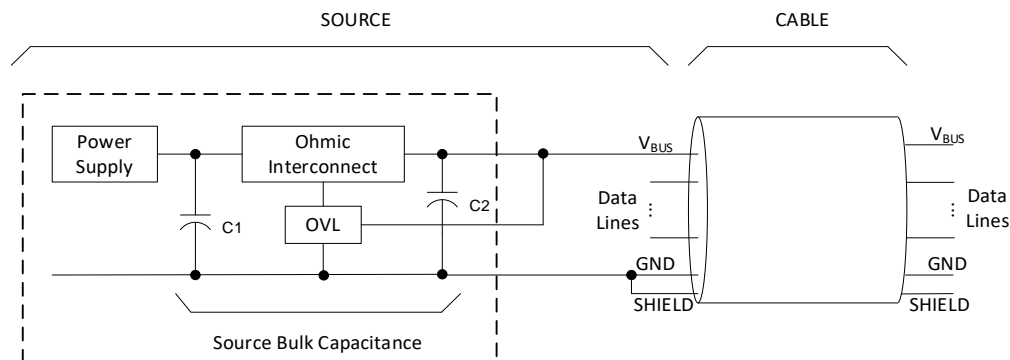 SOURCE
CABLE
Power
Supply
Ohmic
Interconnect
OVL
C1
C2
VBUS
Data
Lines
GND
SHIELD
VBUS
Data
Lines
GND
SHIELD
Source Bulk Capacitance